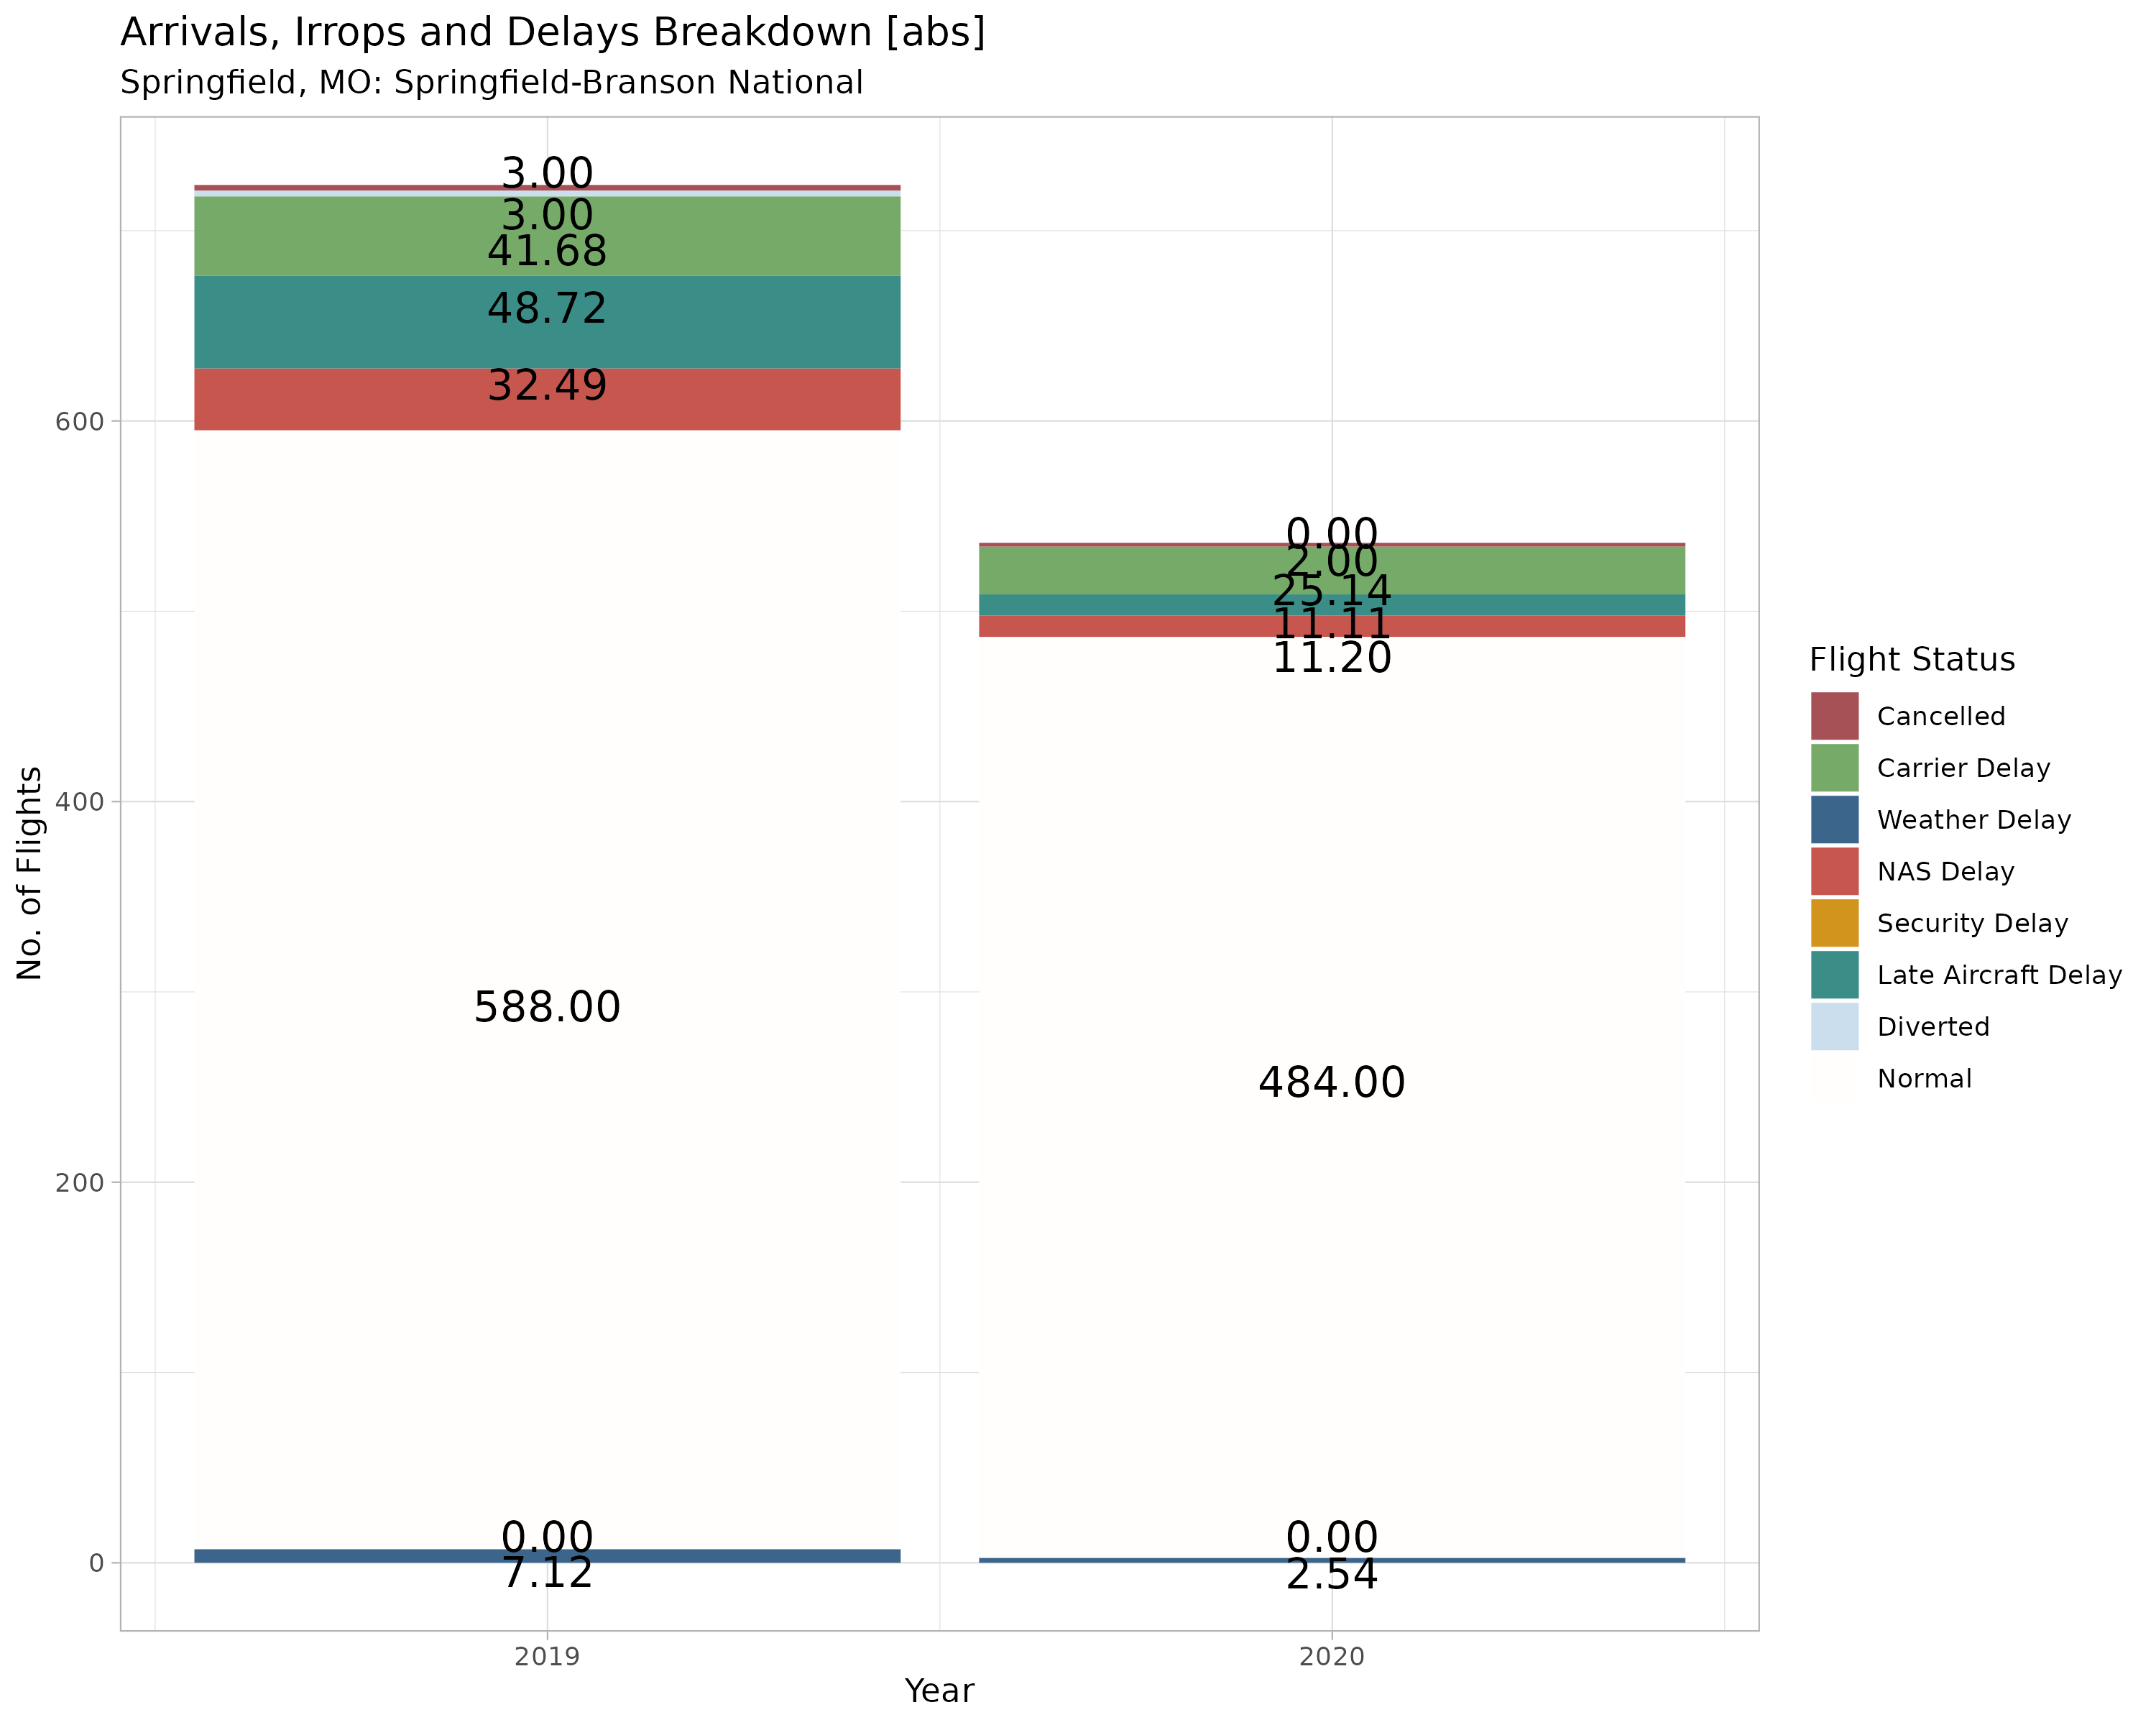 Arrivals, Irrops and Delays Breakdown [abs]
Springfield, MO: Springfield-Branson National
No. of Flights
600
400
200
0
3.00
3.00
41.68
48.72
32.49
588.00
0.00
7.12
0.00
2.00
25.14
11.11
11.20
484.00
0.00
2.54
2019
2020
Year
Flight Status
Cancelled
Carrier Delay
Weather Delay
NAS Delay
Security Delay
Late Aircraft Delay
Diverted
Normal